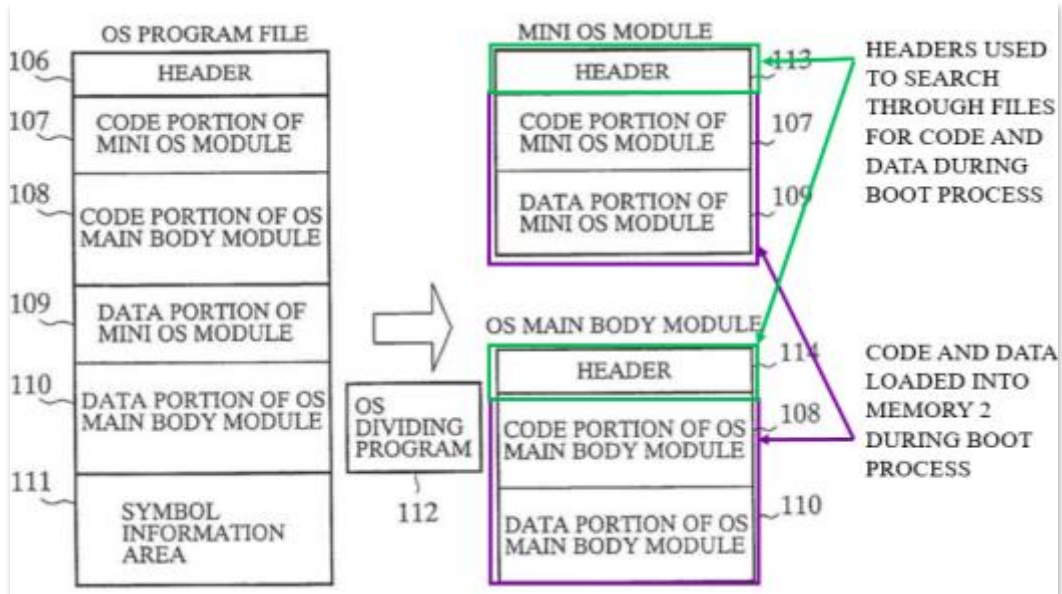 OS PROGRAM FILE
106
HEADER
107
CODE PORTION OF
MINI OS MODULE
108
CODE PORTION OF OS
MAIN BODY MODULE
109
DATA PORTION OF
MINI OS MODULE
110
DATA PORTION OF OS
MAIN BODY MODULE
111
SYMBOL
INFORMATION
AREA
OS
DIVIDING
PROGRAM
112
MINI OS MODULE
HEADER
113
CODE PORTION OF
MINI OS MODULE
107
DATA PORTION OF
MINI OS MODULE
109
OS MAIN BODY MODULE
HEADER
114
CODE PORTION OF OS
MAIN BODY MODULE
108
DATA PORTION OF OS
MAIN BODY MODULE
110
HEADERS USED
TO SEARCH
THROUGH FILES
FOR CODE AND
DATA DURING
BOOT PROCESS
CODE AND DATA
LOADED INTO
MEMORY 2
DURING BOOT
PROCESS